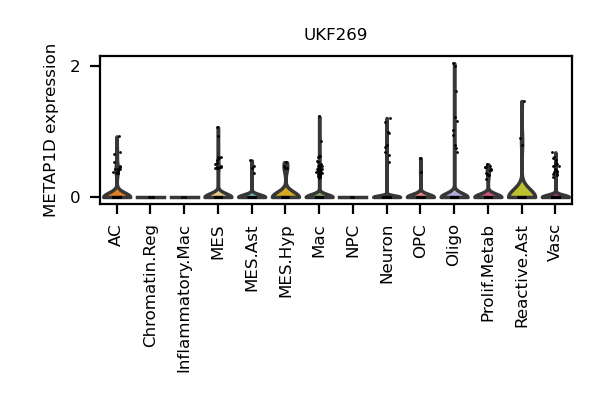 UKF269
METAP1D expression
2
0
AC
Chromatin.Reg
Inflammatory.Mac
MES
MES.Ast
MES.Hyp
Mac
NPC
Neuron
OPC
Oligo
Prolif.Metab
Reactive.Ast
Vasc